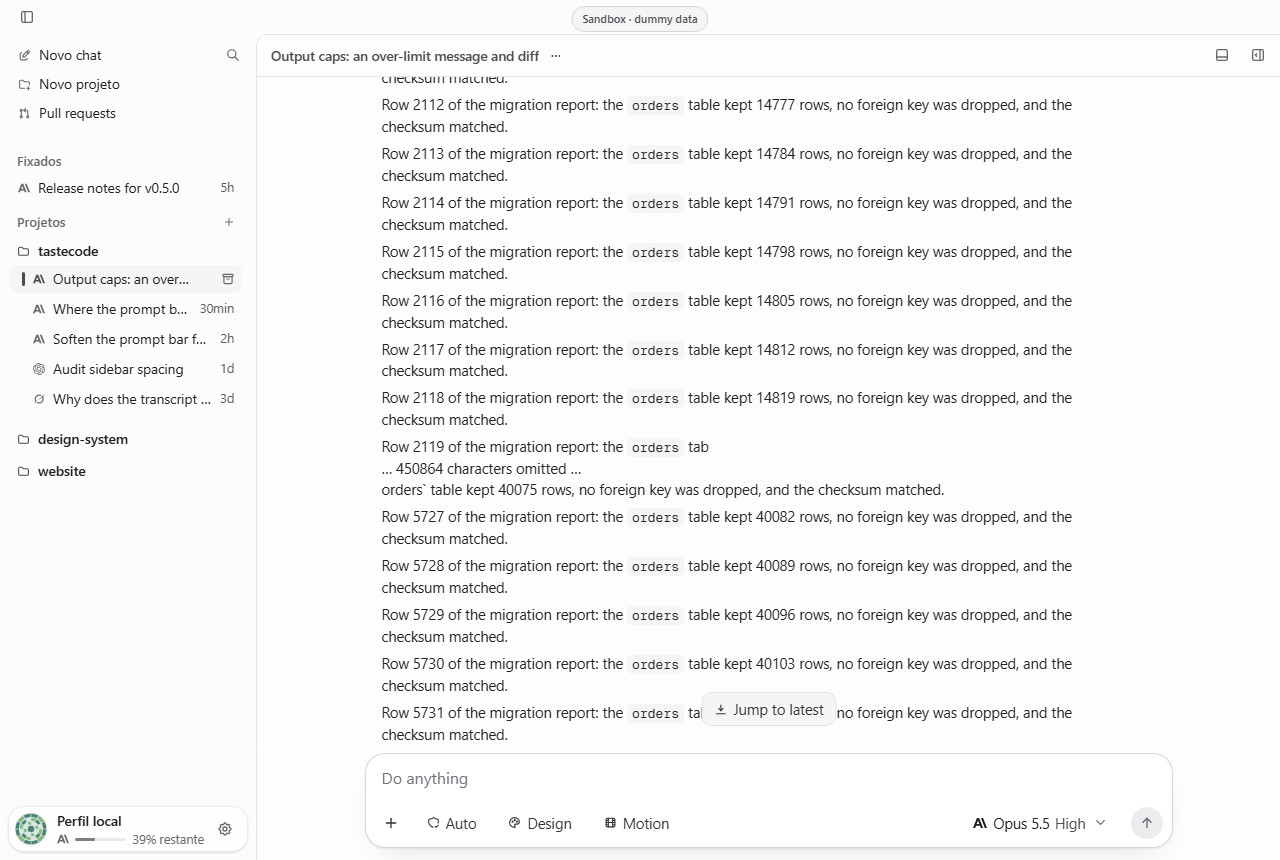 Sandbox · dummy data
Novo chat
Novo projeto
Pull requests
Fixados
Release notes for v0.5.0 5h
Projetos
tastecode
Output caps: an over...
Where the prompt b... 30min
Soften the prompt bar f... 2h
Audit sidebar spacing 1d
Why does the transcript ... 3d
design-system
website
Perfil local
39% restante
Output caps: an over-limit message and diff ...
checksum matched.
Row 2112 of the migration report: the orders table kept 14777 rows, no foreign key was dropped, and the
checksum matched.
Row 2113 of the migration report: the orders table kept 14784 rows, no foreign key was dropped, and the
checksum matched.
Row 2114 of the migration report: the orders table kept 14791 rows, no foreign key was dropped, and the
checksum matched.
Row 2115 of the migration report: the orders table kept 14798 rows, no foreign key was dropped, and the
checksum matched.
Row 2116 of the migration report: the orders table kept 14805 rows, no foreign key was dropped, and the
checksum matched.
Row 2117 of the migration report: the orders table kept 14812 rows, no foreign key was dropped, and the
checksum matched.
Row 2118 of the migration report: the orders table kept 14819 rows, no foreign key was dropped, and the
checksum matched.
Row 2119 of the migration report: the orders tab
... 450864 characters omitted ...
orders` table kept 40075 rows, no foreign key was dropped, and the checksum matched.
Row 5727 of the migration report: the orders table kept 40082 rows, no foreign key was dropped, and the
checksum matched.
Row 5728 of the migration report: the orders table kept 40089 rows, no foreign key was dropped, and the
checksum matched.
Row 5729 of the migration report: the orders table kept 40096 rows, no foreign key was dropped, and the
checksum matched.
Row 5730 of the migration report: the orders table kept 40103 rows, no foreign key was dropped, and the
checksum matched.
Row 5731 of the migration report: the orders Jump to latest no foreign key was dropped, and the
checksum matched.
Do anything
Auto Design Motion Opus 5.5 High